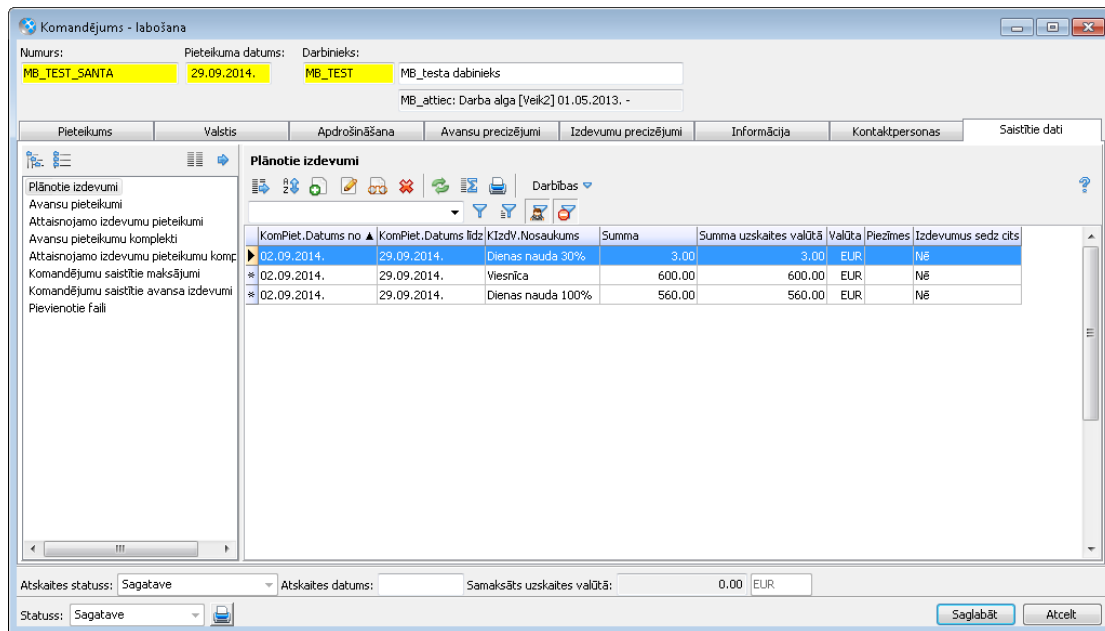 Komandējums - labošana
Numurs: Pieteikuma datums: Darbinieks:
MB_TEST_SANTA 29.09.2014. MB_TEST MB_testa dabinieks
MB_attiec: Darba alga [Veik2] 01.05.2013. -
Pieteikums Valstis Apdrošināšana Avansu precizējumi Izdevumu precizējumi Informācija Kontaktpersonas Saistītie dati
Plānotie izdevumi
Avansu pieteikumi
Attaisnojamo izdevumu pieteikumi
Avansu pieteikumu komplekti
Attaisnojamo izdevumu pieteikumu komp
Komandējumu saistītie maksājumi
Komandējumu saistītie avansa izdevumi
Pievienotie faili
Plānotie izdevumi
Darbības
KomPiet.Datums no KomPiet.Datums līdz KIzdV.Nosaukums Summa Summa uzskaites valūtā Valūta Piezīmes Izdevumus sedz cits
02.09.2014. 29.09.2014. Dienas nauda 30% 3.00 3.00 EUR Nē
02.09.2014. 29.09.2014. Viesnīca 600.00 600.00 EUR Nē
02.09.2014. 29.09.2014. Dienas nauda 100% 560.00 560.00 EUR Nē
Atskaites statuss: Sagatave Atskaites datums: Samaksāts uzskaites valūtā: 0.00 EUR
Statuss: Sagatave Saglabāt Atcelt